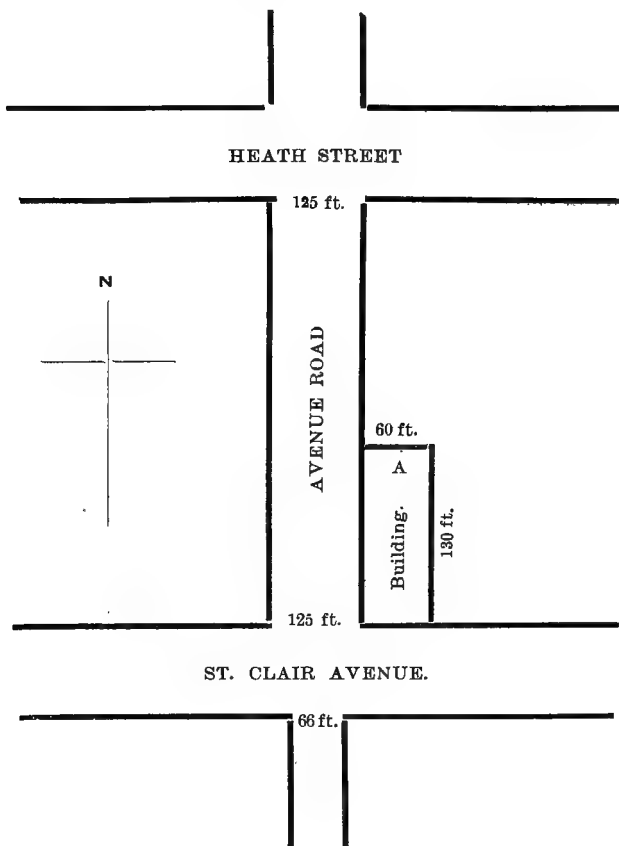 HEATH STREET
125 ft.
N
AVENUE ROAD
60 ft.
A
Building.
130 ft.
125 ft.
ST. CLAIR AVENUE.
66 ft.